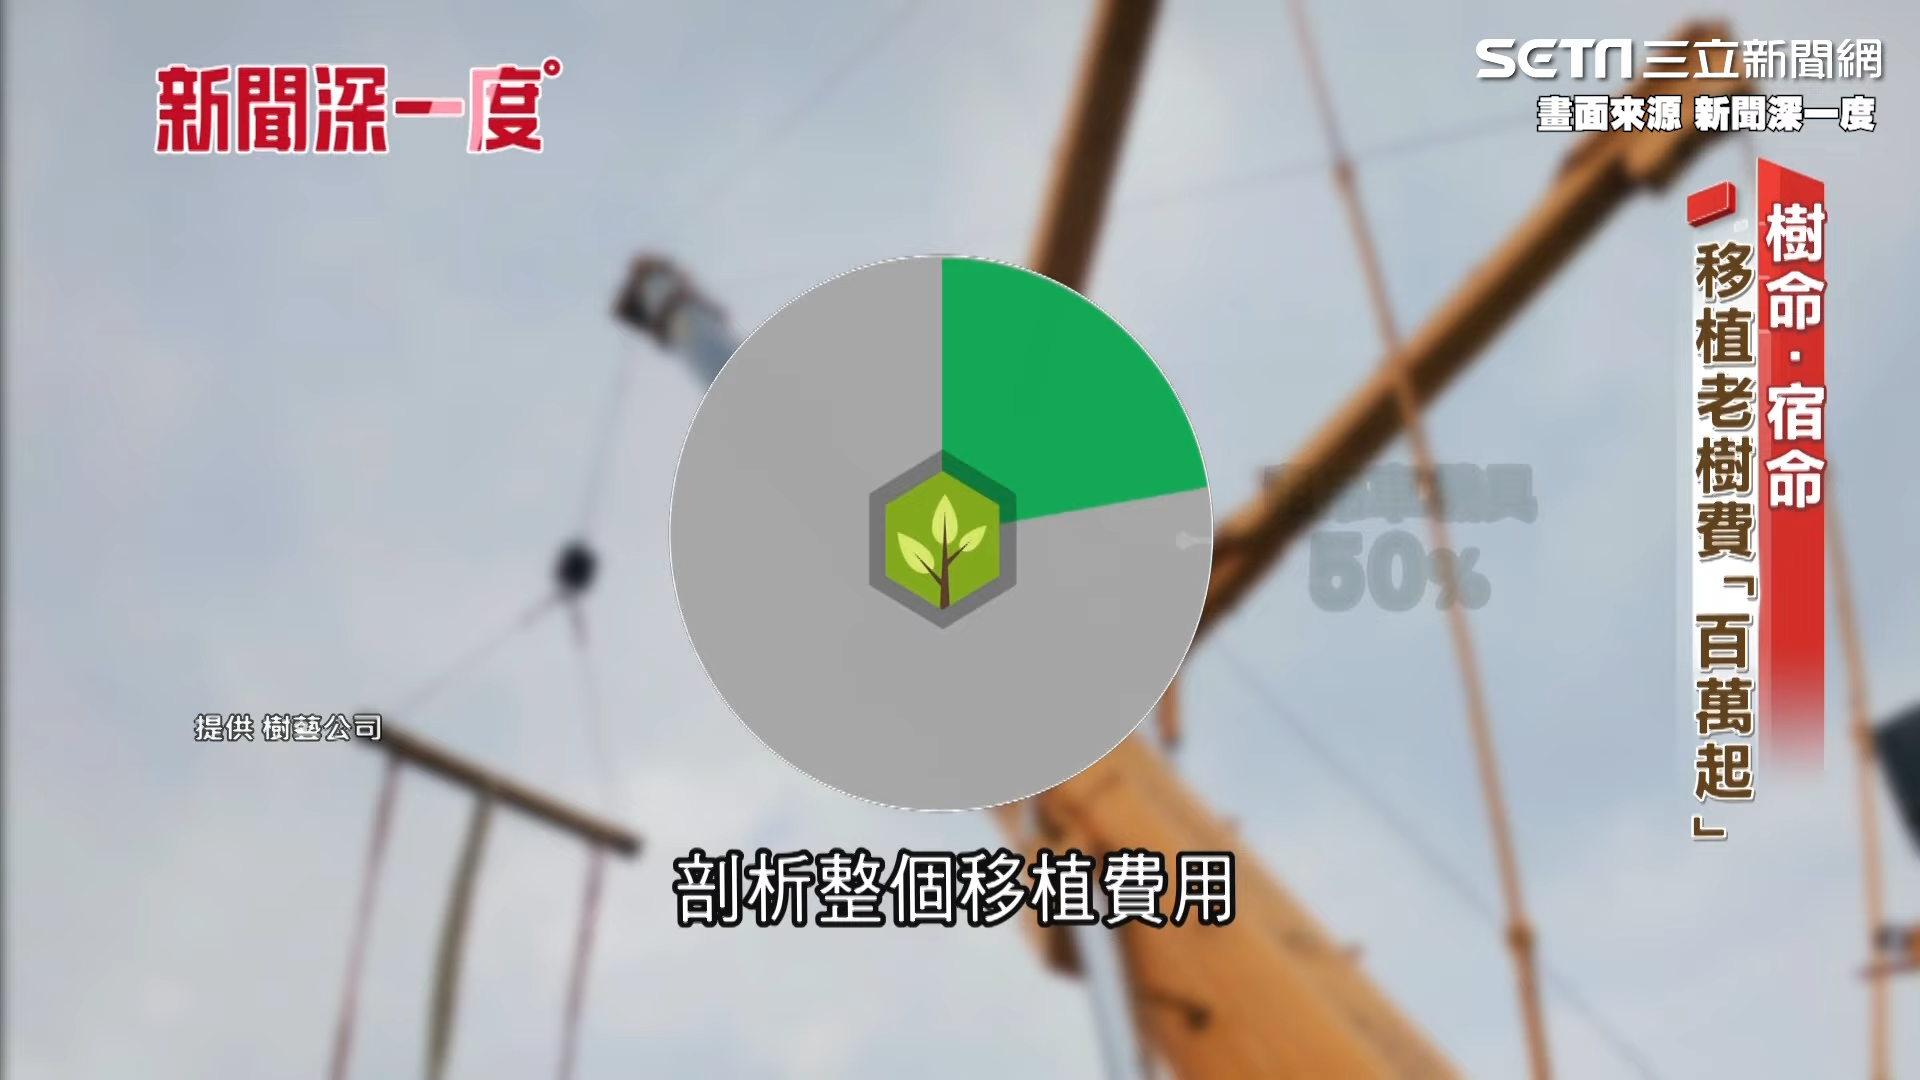 新聞深一度
SETN三立新聞網
畫面來源 新聞深一度
樹命·宿命
移植老樹費「百萬起」
50%
提供 樹藝公司
剖析整個移植費用